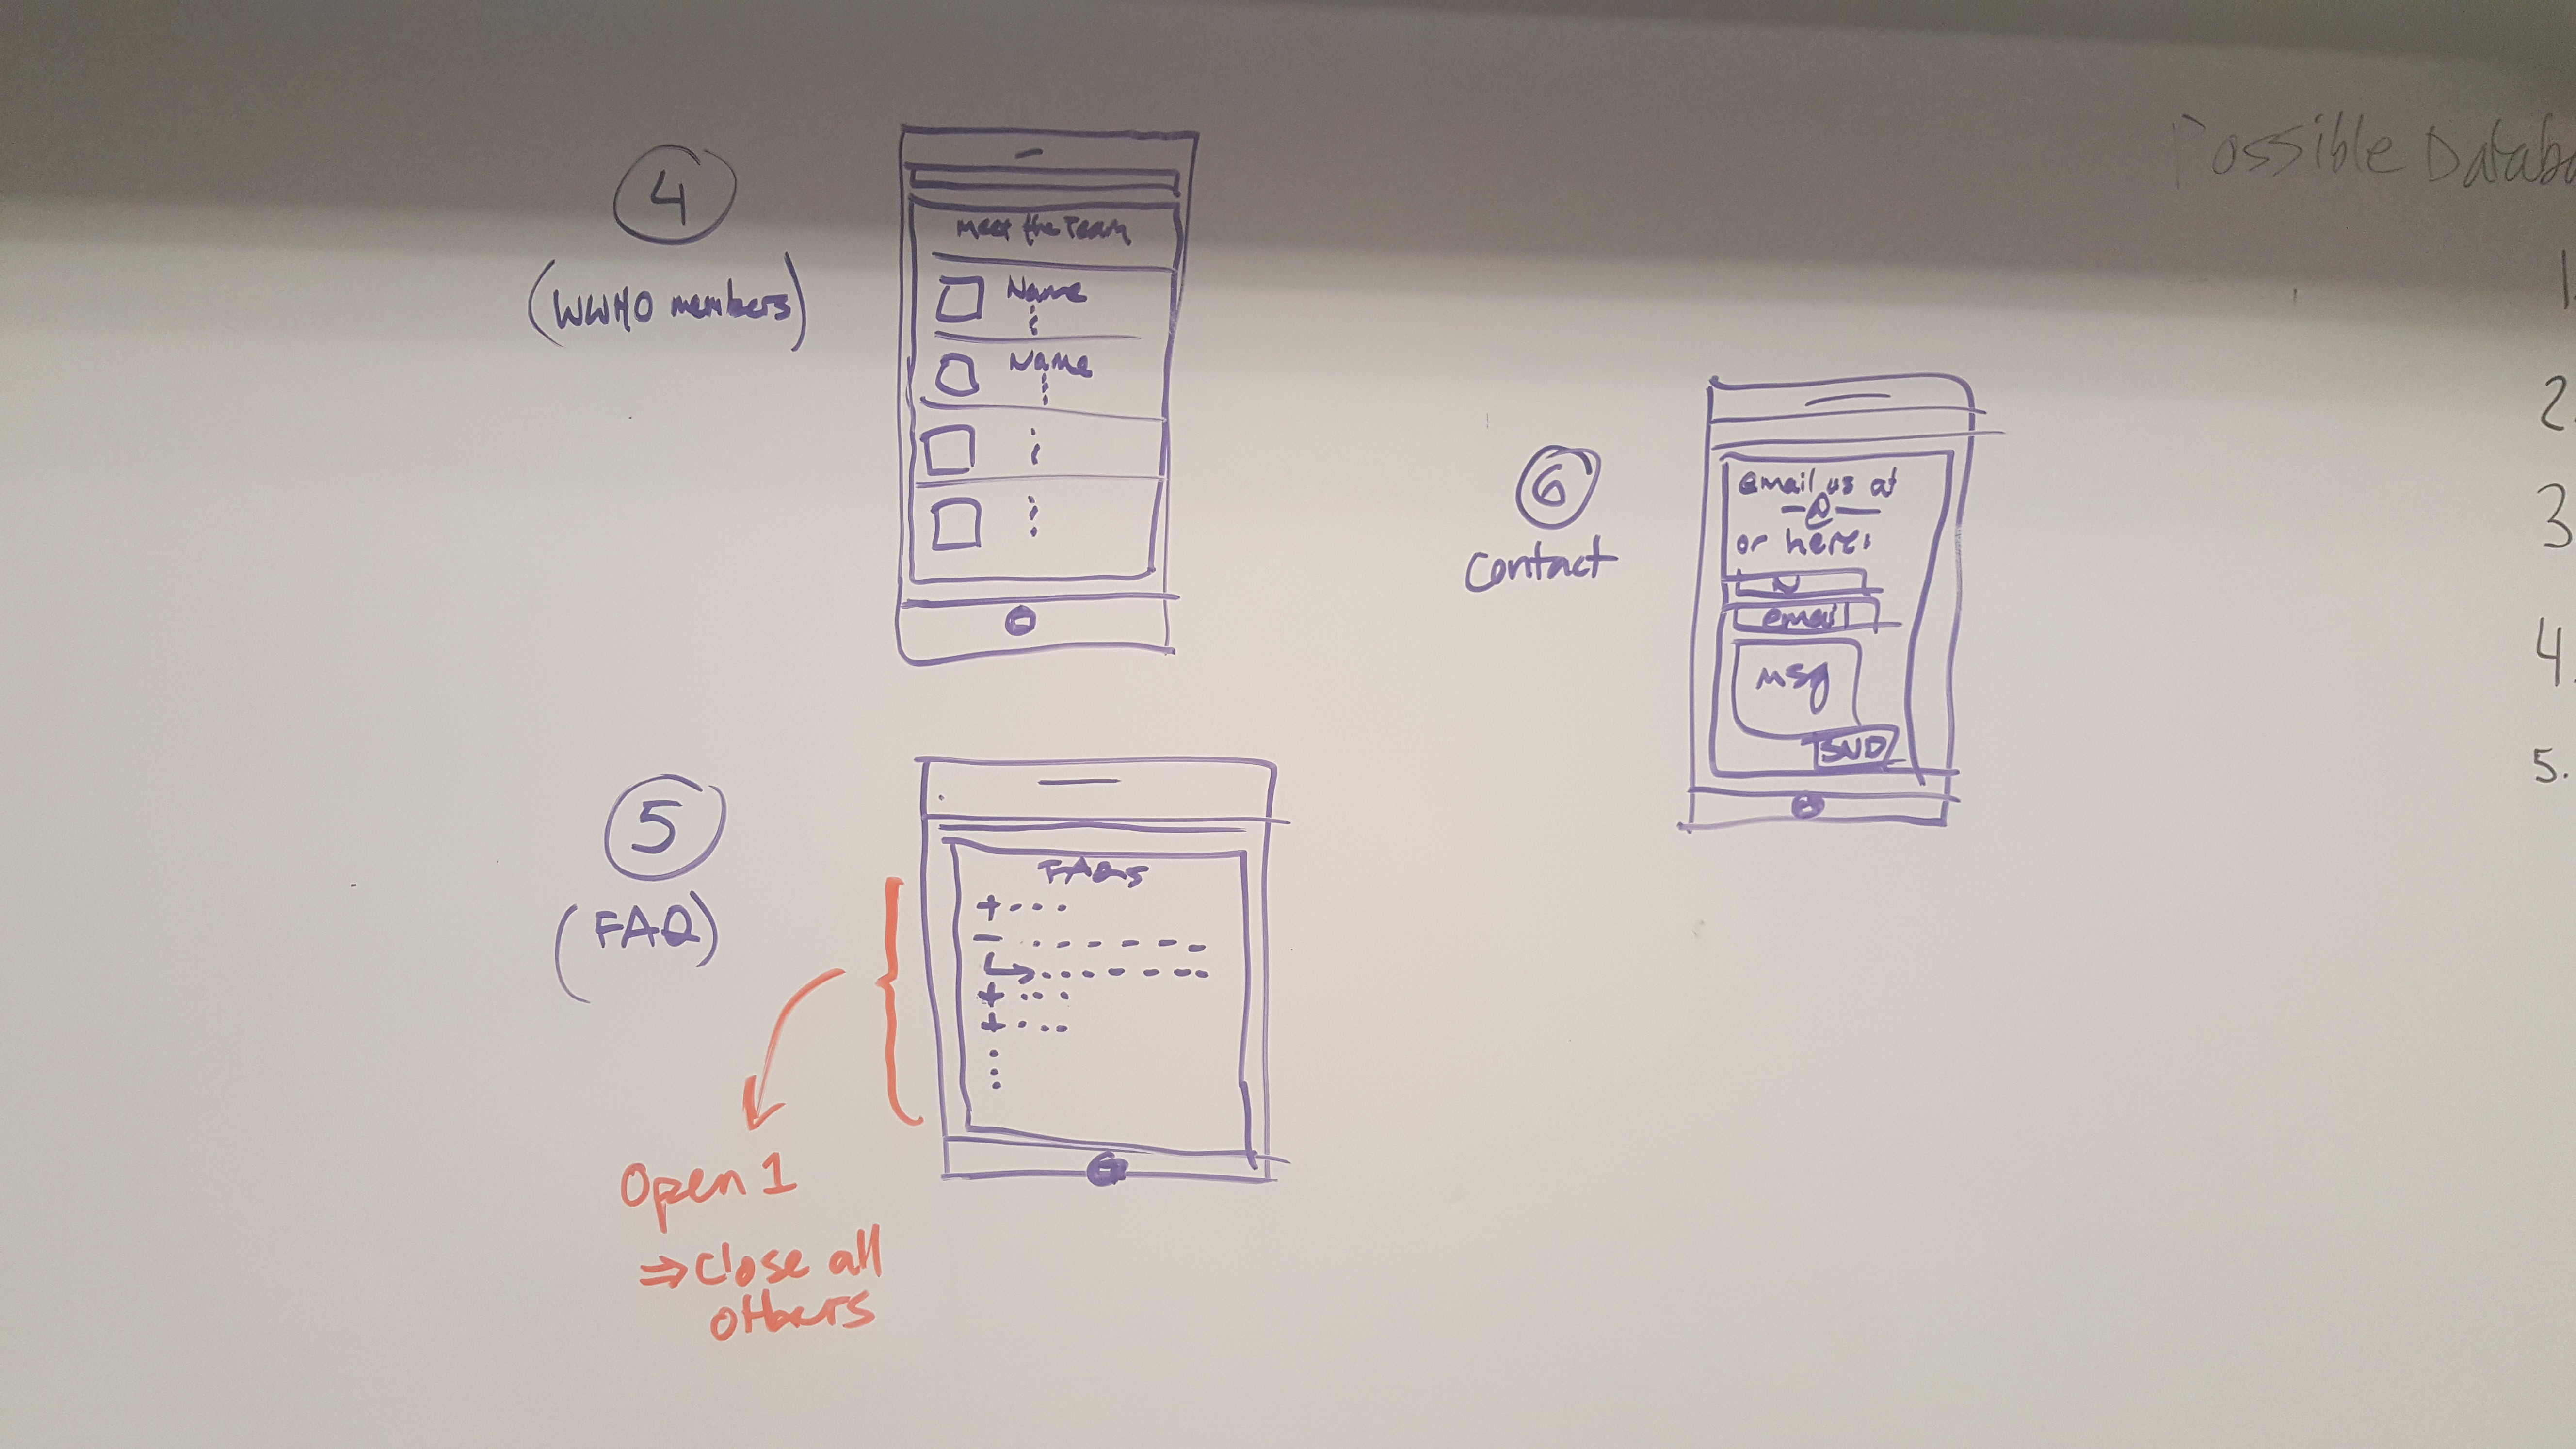 4
(WWHO members)
Meet the Team
Name
Name
5
(FAQ)
FAQs
+
-
+
+
Open 1
⇒ Close all
others
6
Contact
email us at
-@-
or here:
N
email
msg
SND
Possible Databa
1.
2.
3
4.
5.